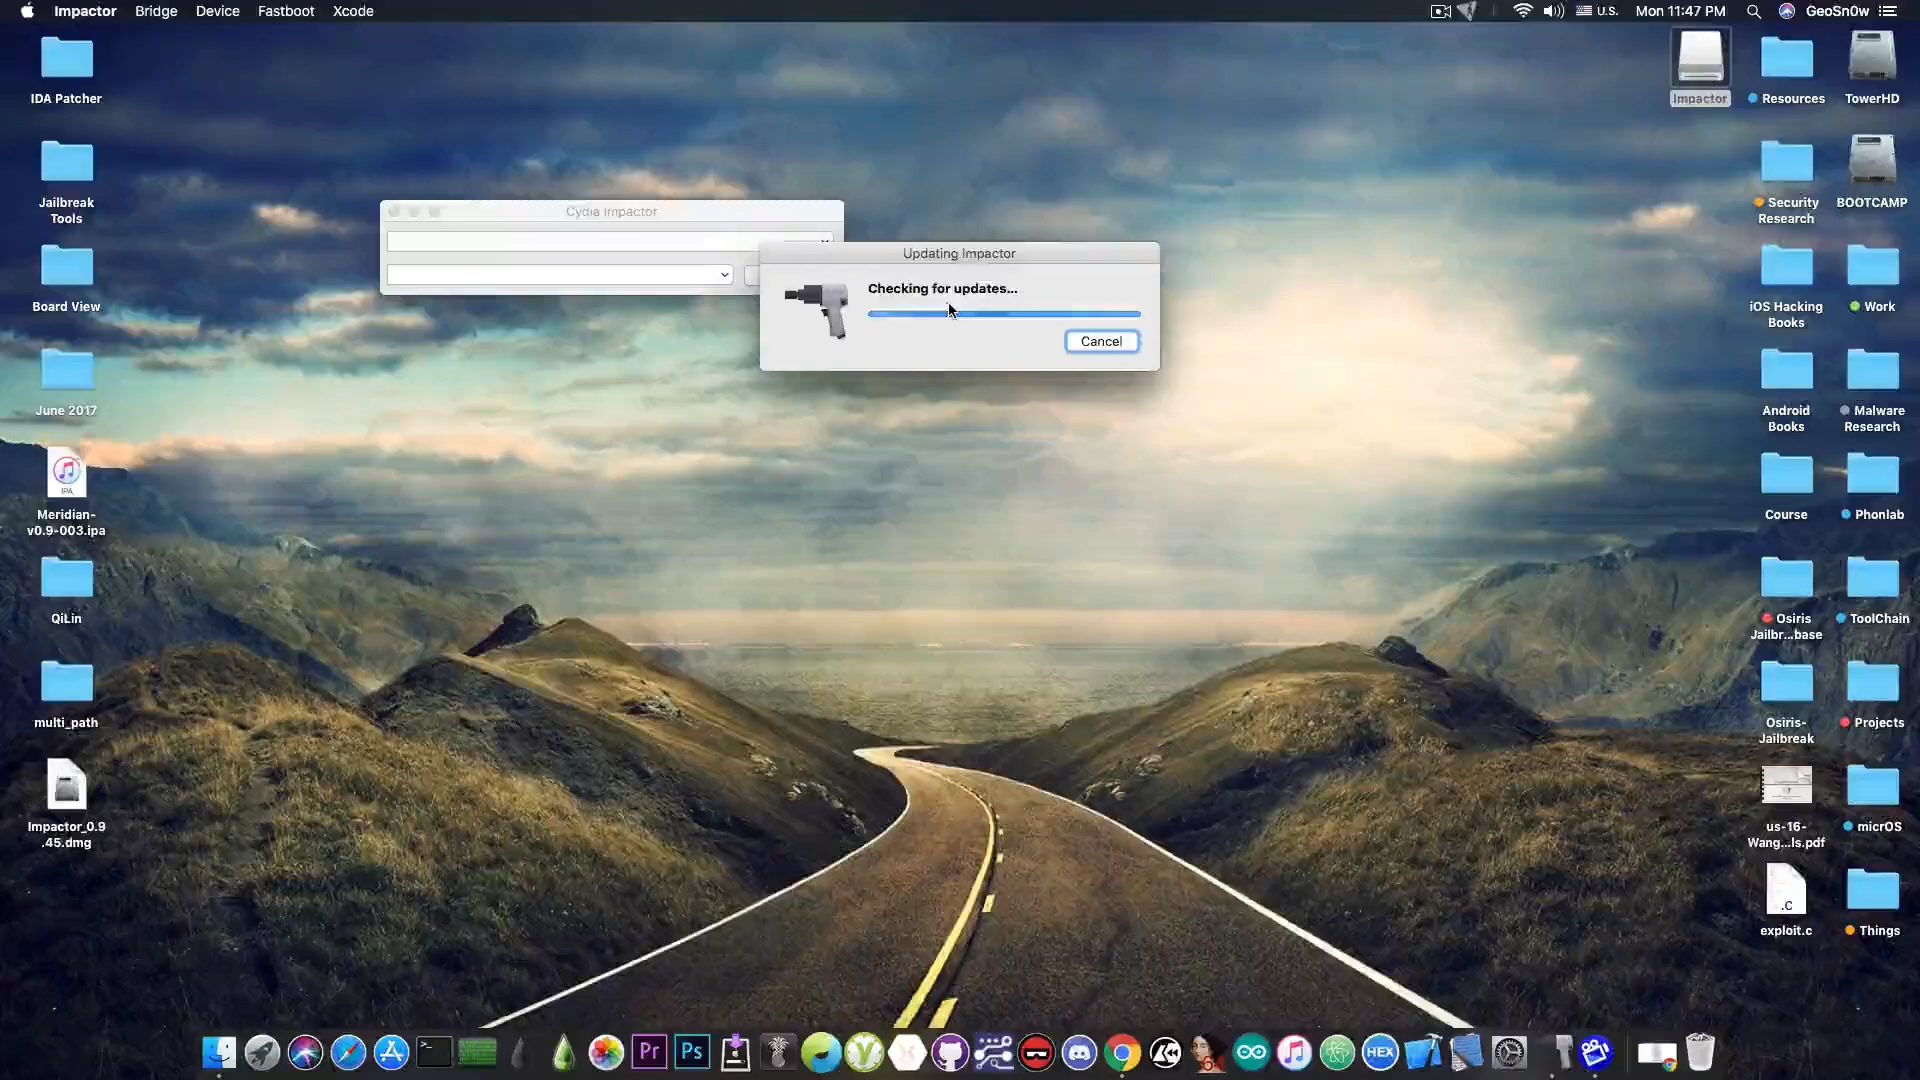 Impactor Bridge Device Fastboot Xcode
U.S. Mon 11:47 PM GeoSn0w
IDA Patcher
Jailbreak
Tools
Board View
June 2017
IPA
Meridian-
v0.9-003.ipa
QiLin
multi_path
Impactor_0.9
.45.dmg
Cydia Impactor
Updating Impactor
Checking for updates...
Cancel
Impactor
Resources
TowerHD
Security
Research
BOOTCAMP
iOS Hacking
Books
Work
Android
Books
Malware
Research
Course
Phonlab
Osiris
Jailbr...base
ToolChain
Osiris-
Jailbreak
Projects
us-16-
Wang...ls.pdf
micrOS
.C
exploit.c
Things
Pr Ps HEX